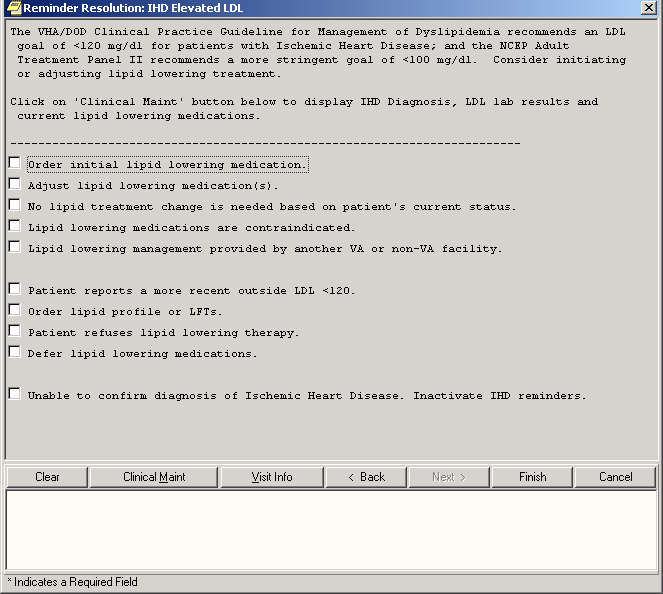 Reminder Resolution: IHD Elevated LDL
The VHA/DOD Clinical Practice Guideline for Management of Dyslipidemia recommends an LDL
goal of <120 mg/dl for patients with Ischemic Heart Disease; and the NCEP Adult
Treatment Panel II recommends a more stringent goal of <100 mg/dl.  Consider initiating
or adjusting lipid lowering treatment.
Click on 'Clinical Maint' button below to display IHD Diagnosis, LDL lab results and
current lipid lowering medications.
--------------------------------------------------------------------------
Order initial lipid lowering medication.
Adjust lipid lowering medication(s).
No lipid treatment change is needed based on patient's current status.
Lipid lowering medications are contraindicated.
Lipid lowering management provided by another VA or non-VA facility.
Patient reports a more recent outside LDL <120.
Order lipid profile or LFTs.
Patient refuses lipid lowering therapy.
Defer lipid lowering medications.
Unable to confirm diagnosis of Ischemic Heart Disease. Inactivate IHD reminders.
Clear Clinical Maint Visit Info < Back Next > Finish Cancel
* Indicates a Required Field